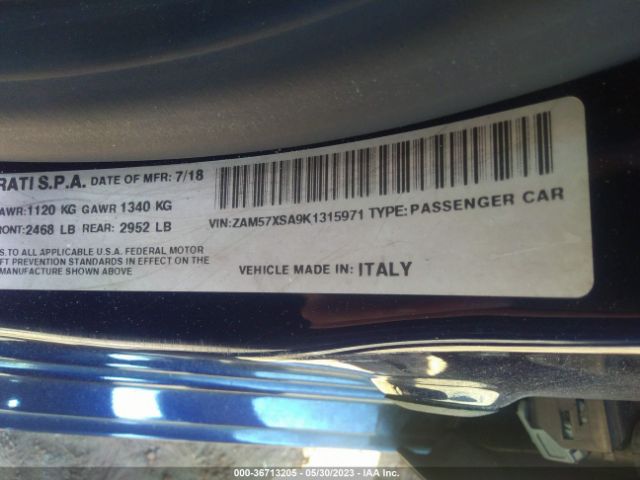 RATI S.P.A. DATE OF MFR: 7/18
AWR:1120 KG GAWR 1340 KG
RONT:2468 LB REAR: 2952 LB
VIN:ZAM57XSA9K1315971 TYPE:PASSENGER CAR
S.TO ALL APPLICABLE U.S.A. FEDERAL MOTOR
FT PREVENTION STANDARDS IN EFFECT ON THE
MANUFACTURE SHOWN ABOVE
VEHICLE MADE IN: ITALY
000-36713205 - 05/30/2023 - IAA Inc.